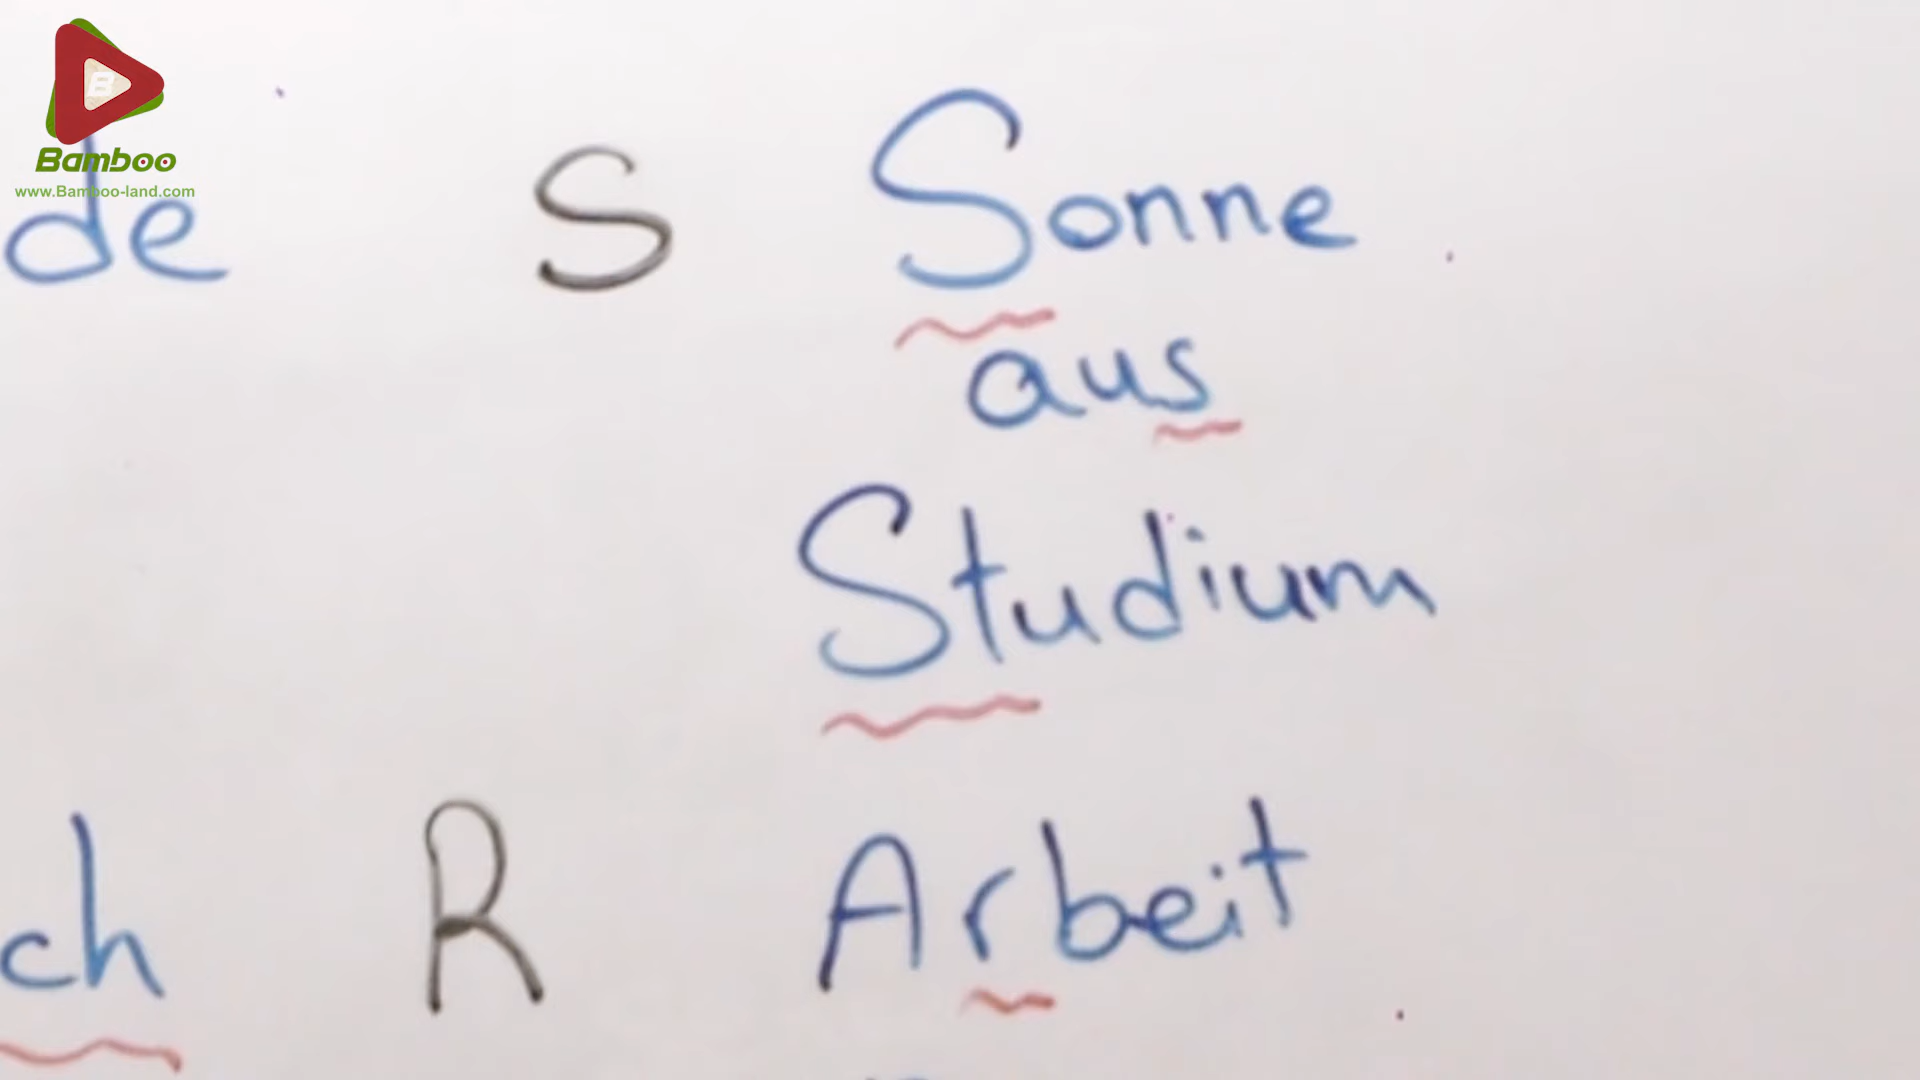 B
Bamboo
www.Bamboo-land.com
de S Sonne
aus
Studium
ch R Arbeit